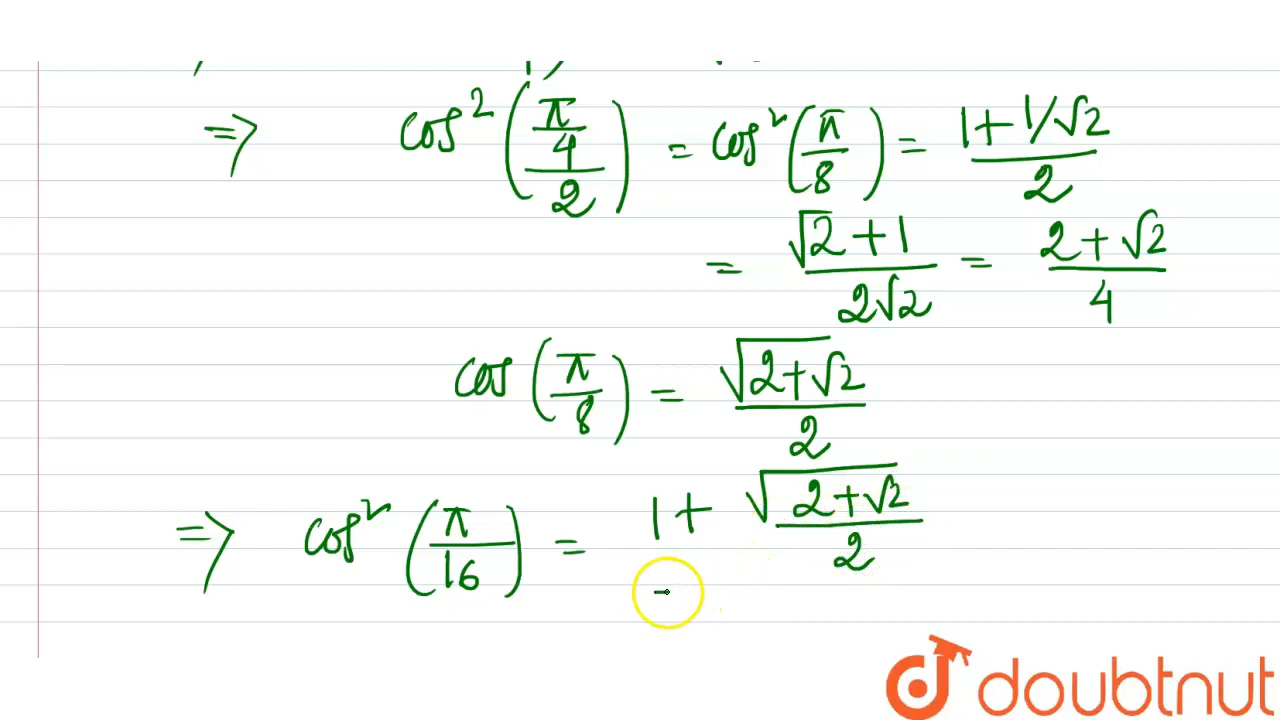 ⇒ cos²((π/4)/2) = cos²(π/8) = (1+1/√2)/2
= (√2+1)/(2√2) = (2+√2)/4
cos(π/8) = √(2+√2)/2
⇒ cos²(π/16) = 1+ √(2+√2)/2
doubtnut